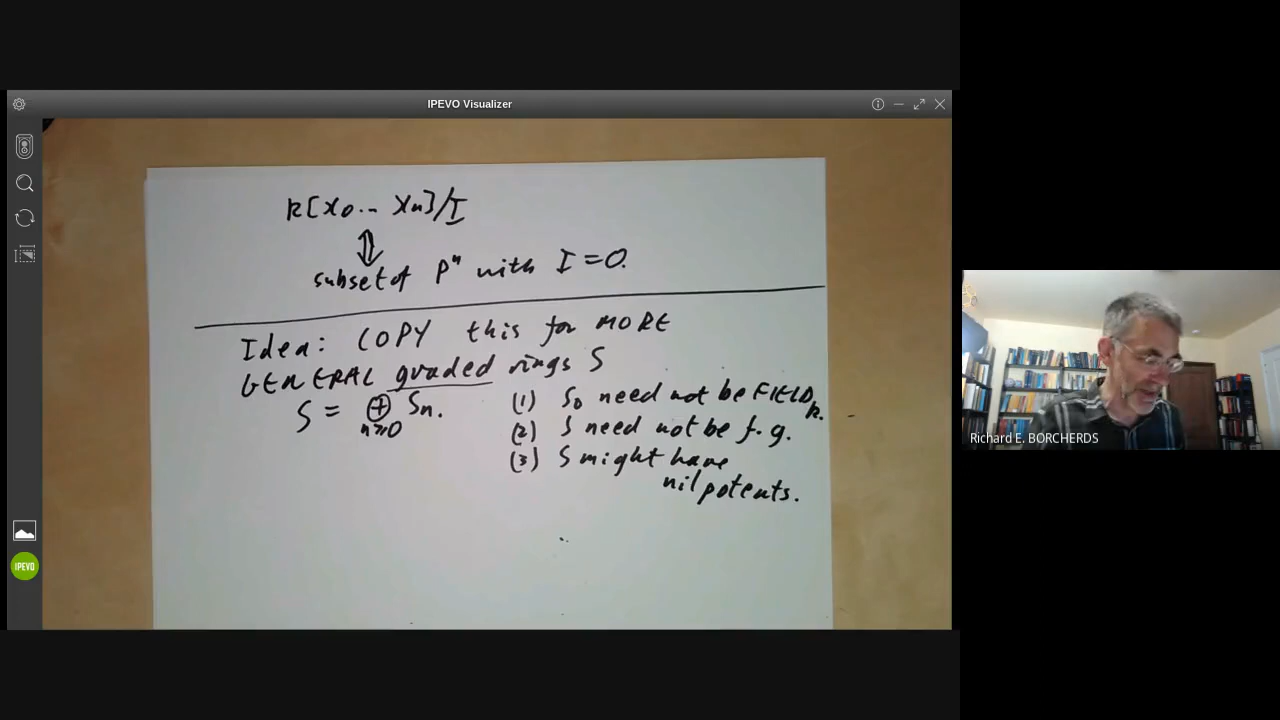 IPEVO Visualizer
k[x0.. xn]/I
⇕
subset of Pⁿ with I=0.
Idea: COPY this for MORE
GENERAL graded rings S
S = ⊕ Sn.
n≥0
(1) S0 need not be FIELD k.
(2) S need not be f.g.
(3) S might have
nilpotents.
IPEVO
Richard E. BORCHERDS